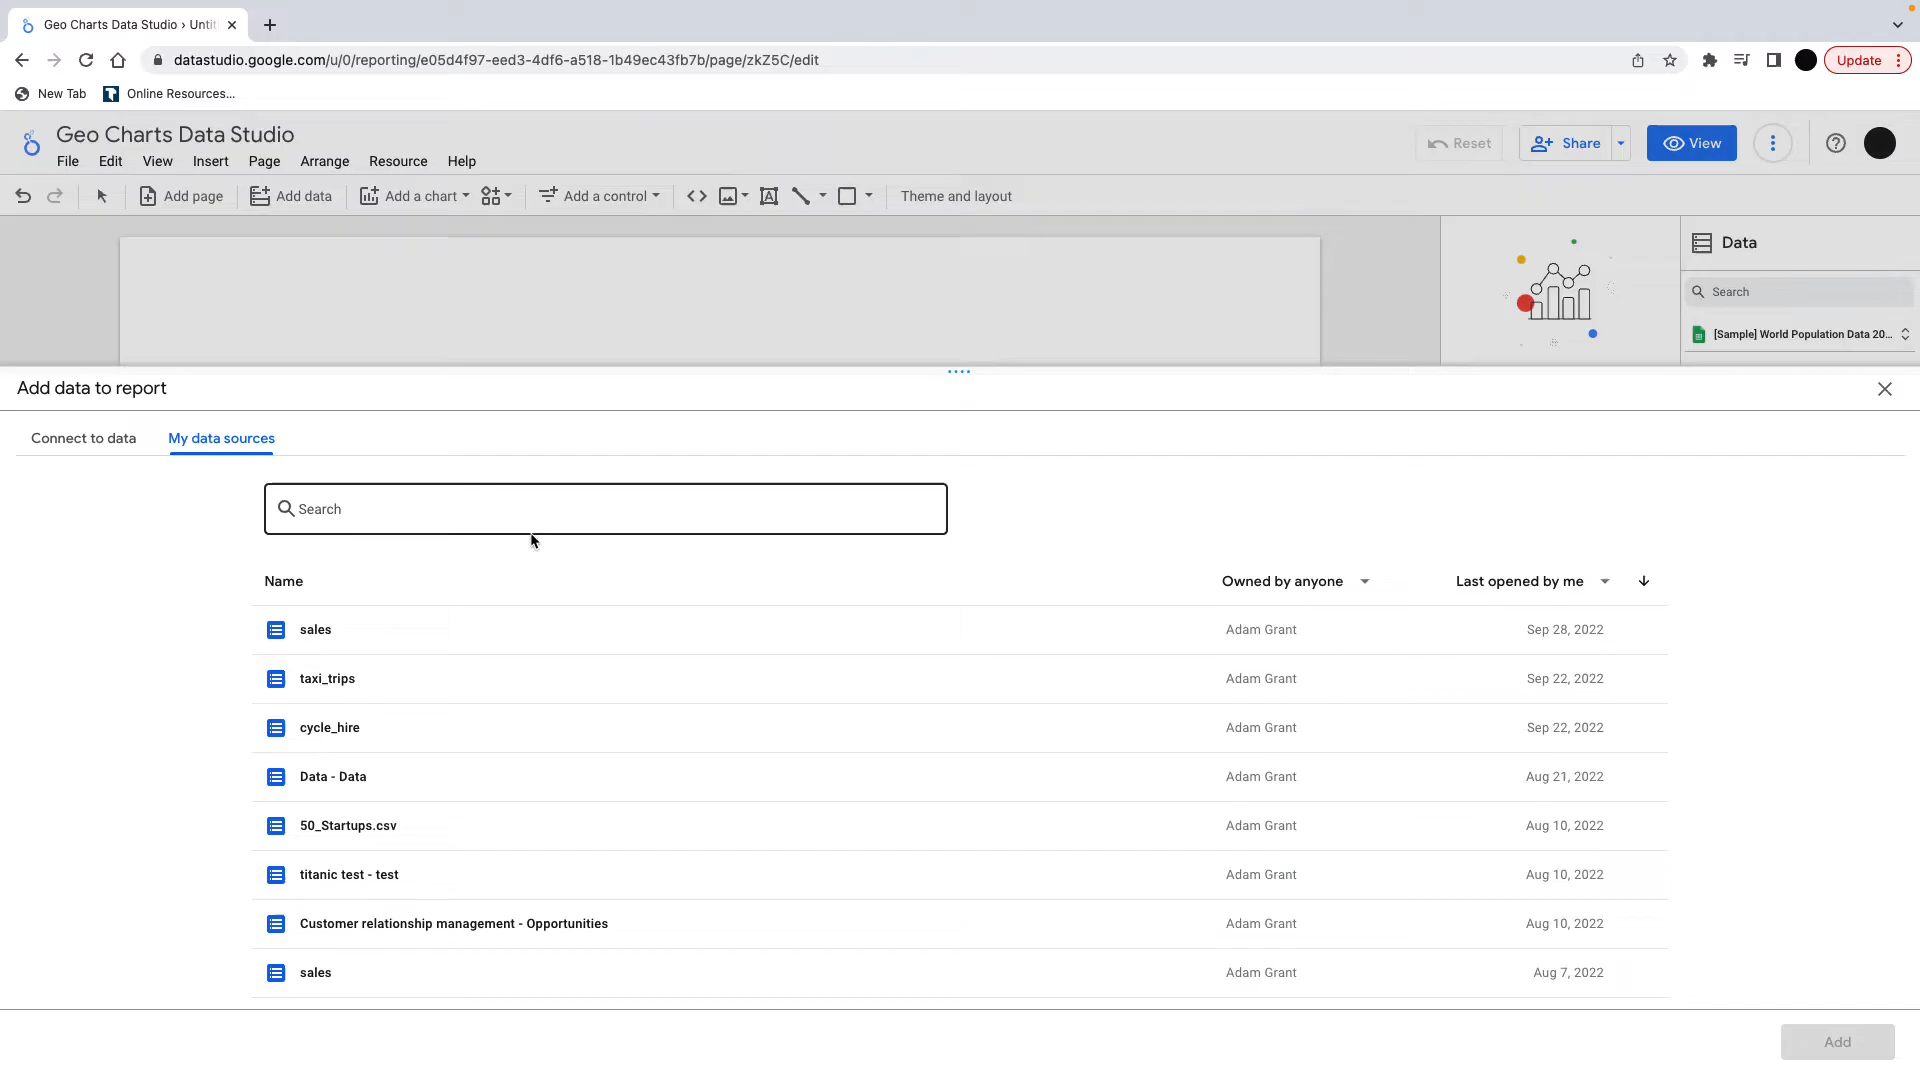 Geo Charts Data Studio › Untit
datastudio.google.com/u/0/reporting/e05d4f97-eed3-4df6-a518-1b49ec43fb7b/page/zkZ5C/edit
Update
New Tab
Online Resources...
Geo Charts Data Studio
File Edit View Insert Page Arrange Resource Help
Reset
Share
View
Add page
Add data
Add a chart
Add a control
Theme and layout
Data
Search
[Sample] World Population Data 20...
Add data to report
Connect to data
My data sources
Search
Name Owned by anyone Last opened by me
sales Adam Grant Sep 28, 2022
taxi_trips Adam Grant Sep 22, 2022
cycle_hire Adam Grant Sep 22, 2022
Data - Data Adam Grant Aug 21, 2022
50_Startups.csv Adam Grant Aug 10, 2022
titanic test - test Adam Grant Aug 10, 2022
Customer relationship management - Opportunities Adam Grant Aug 10, 2022
sales Adam Grant Aug 7, 2022
Add